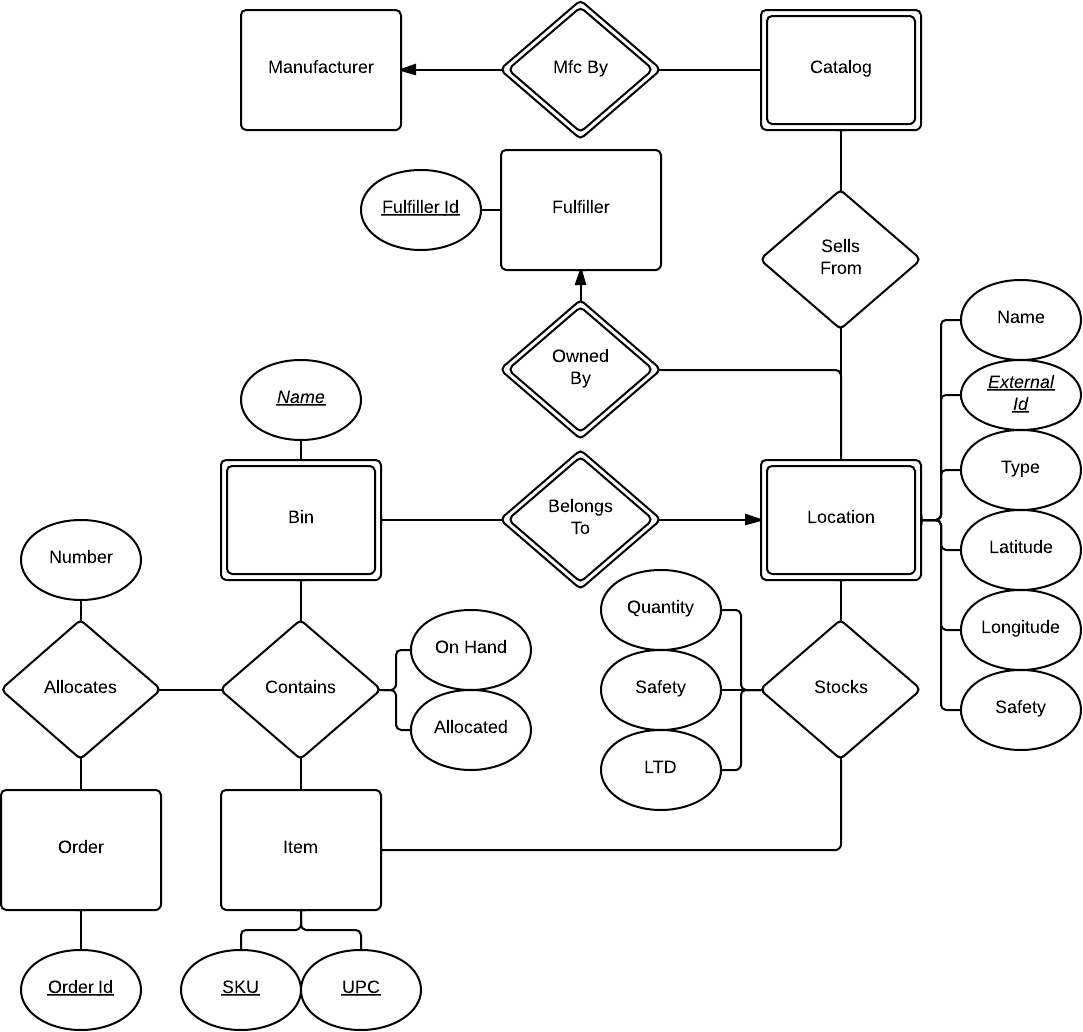 Manufacturer
Mfc By
Catalog
Fulfiller Id
Fulfiller
Sells
From
Name
Owned
By
External
Id
Name
Type
Bin
Belongs
To
Location
Latitude
Number
Quantity
Longitude
On Hand
Allocates
Contains
Safety
Stocks
Safety
Allocated
LTD
Order
Item
Order Id
SKU
UPC